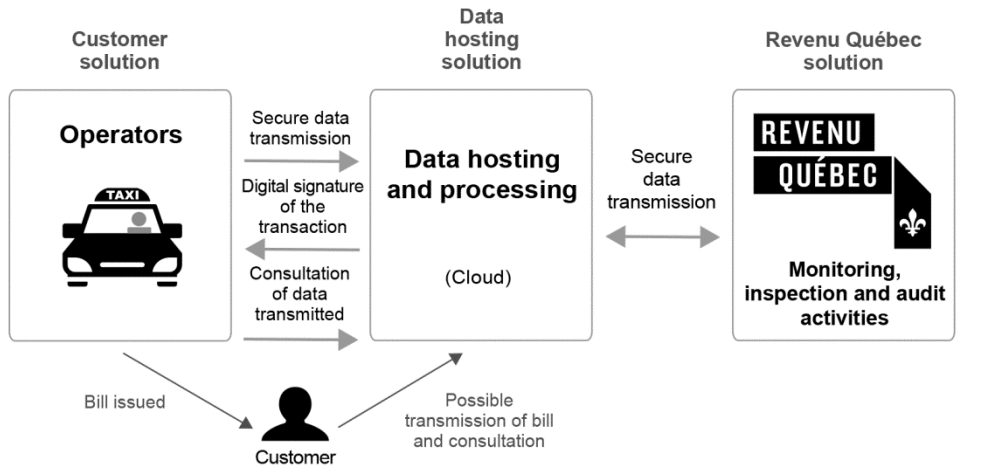 Customer
solution
Data
hosting
solution
Revenu Québec
solution
Operators
TAXI
Secure data
transmission
Digital signature
of the
transaction
Consultation
of data
transmitted
Data hosting
and processing
(Cloud)
Secure
data
transmission
REVENU
QUÉBEC
Monitoring,
inspection and audit
activities
Bill issued
Customer
Possible
transmission of bill
and consultation